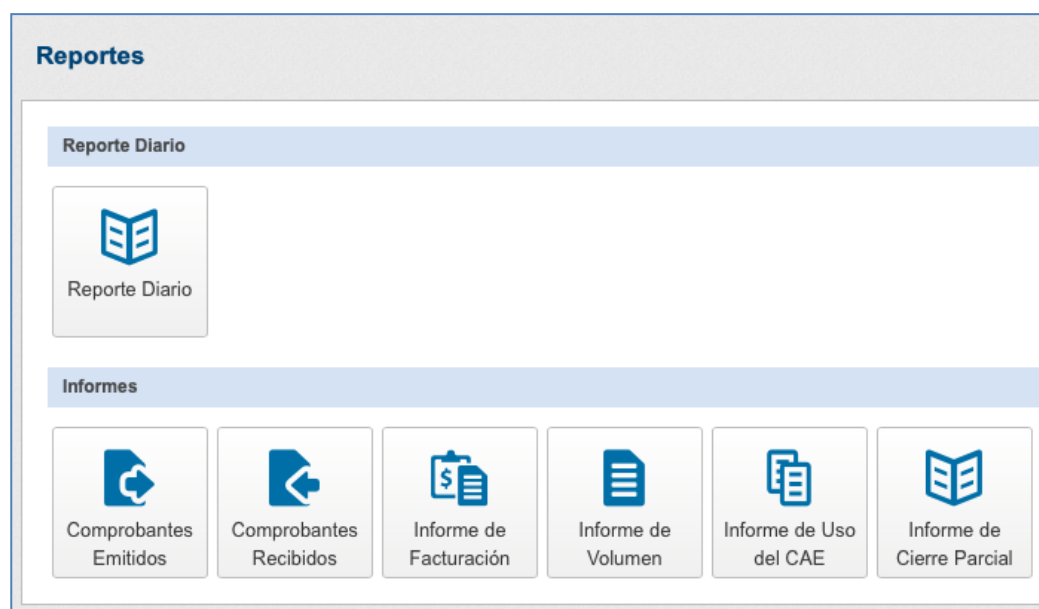 Reportes
Reporte Diario
Reporte Diario
Informes
Comprobantes
Emitidos
Comprobantes
Recibidos
$
Informe de
Facturación
Informe de
Volumen
Informe de Uso
del CAE
Informe de
Cierre Parcial